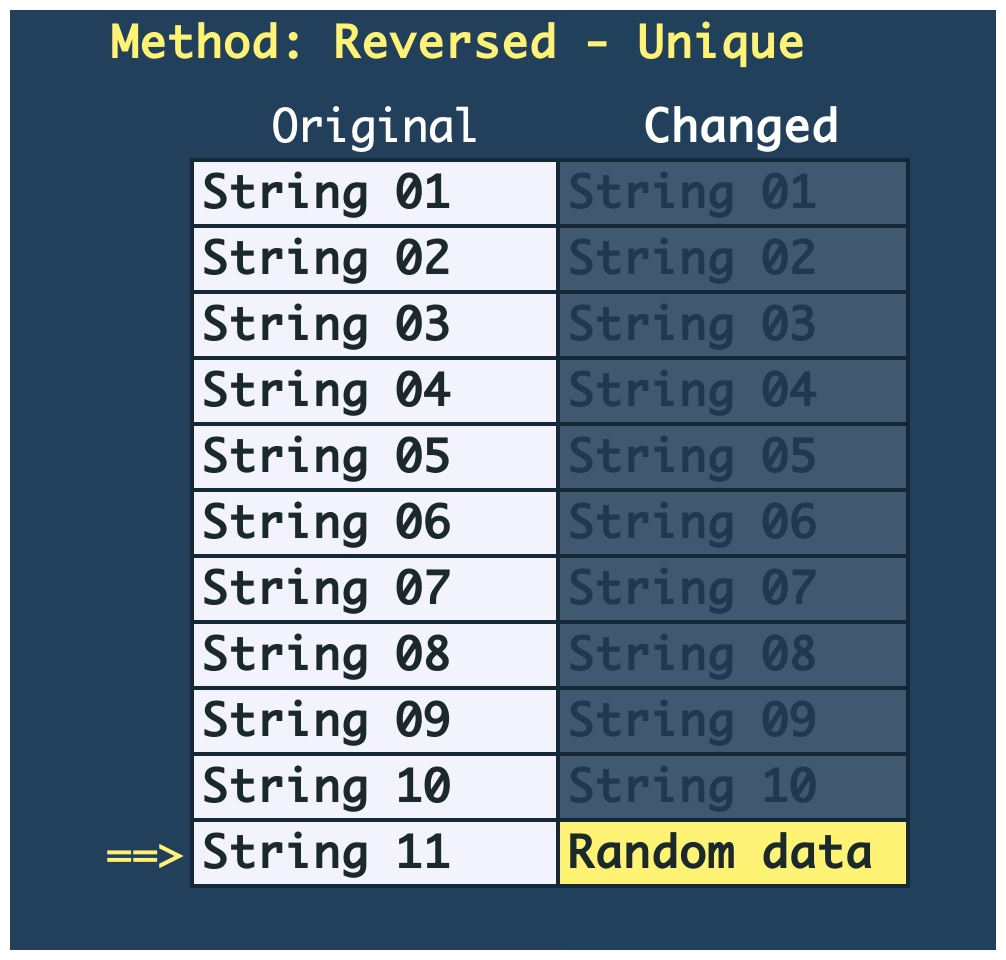 Method: Reversed - Unique
Original Changed
String 01 String 01
String 02 String 02
String 03 String 03
String 04 String 04
String 05 String 05
String 06 String 06
String 07 String 07
String 08 String 08
String 09 String 09
String 10 String 10
==> String 11 Random data